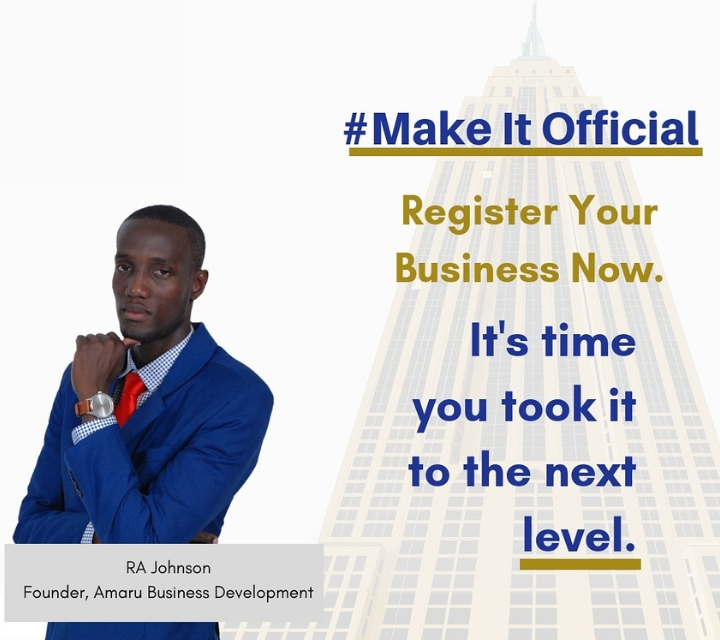 #Make It Official
Register Your
Business Now.
It's time
you took it
to the next
level.
RA Johnson
Founder, Amaru Business Development